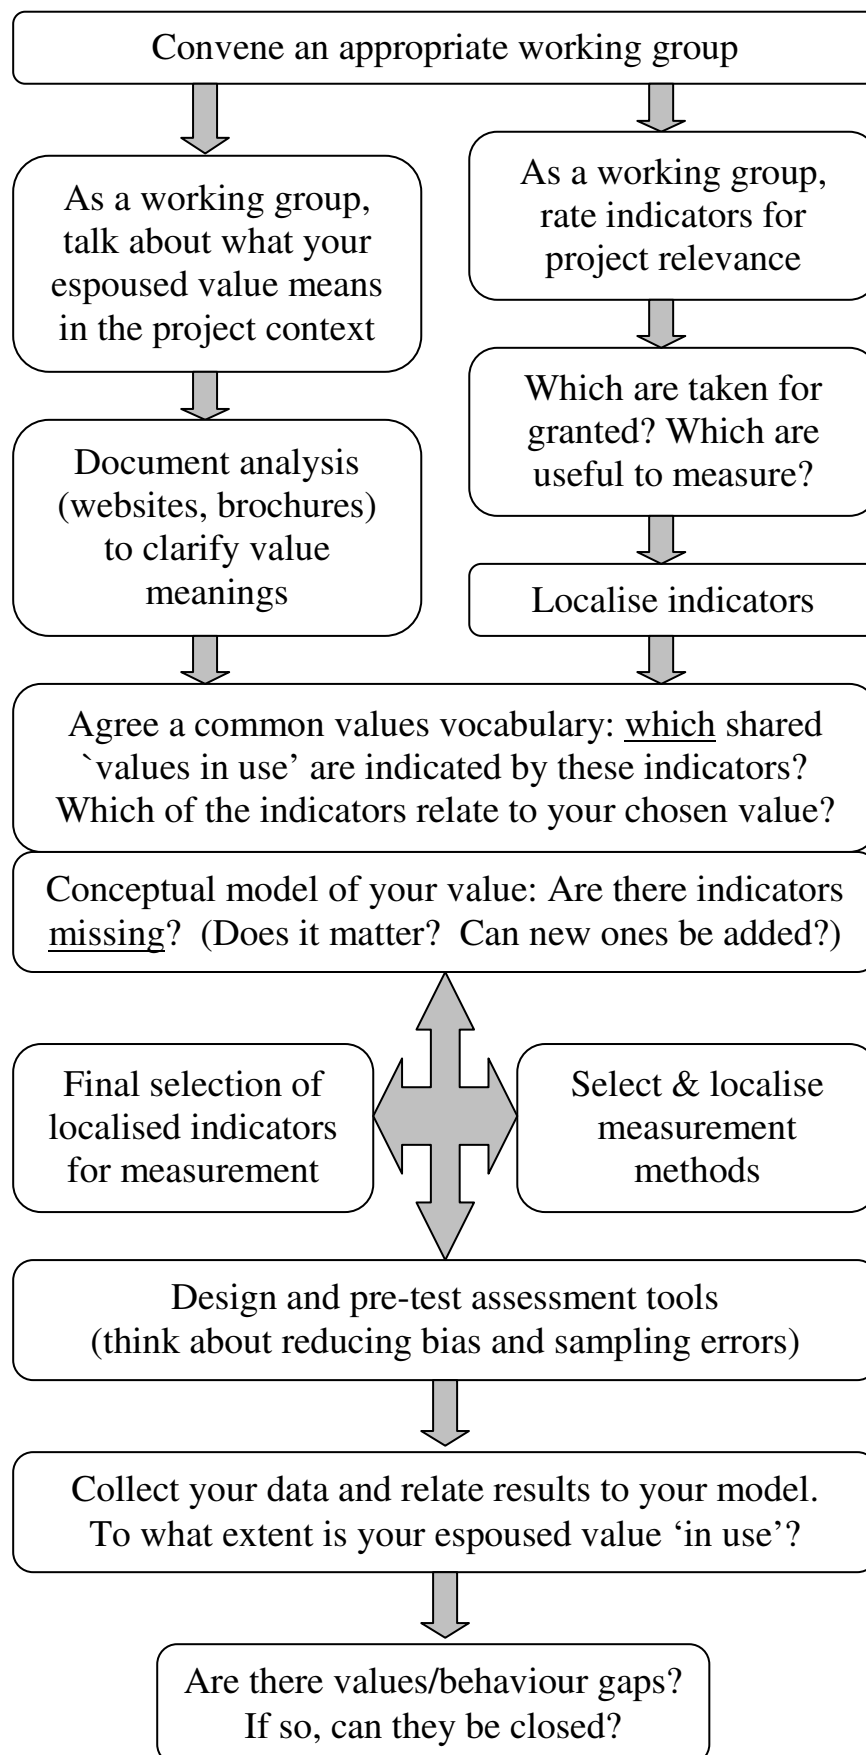 Convene an appropriate working group
As a working group,
talk about what your
espoused value means
in the project context
Document analysis
(websites, brochures)
to clarify value
meanings
As a working group,
rate indicators for
project relevance
Which are taken for
granted? Which are
useful to measure?
Localise indicators
Agree a common values vocabulary: which shared
`values in use’ are indicated by these indicators?
Which of the indicators relate to your chosen value?
Conceptual model of your value: Are there indicators
missing?  (Does it matter?  Can new ones be added?)
Final selection of
localised indicators
for measurement
Select & localise
measurement
methods
Design and pre-test assessment tools
(think about reducing bias and sampling errors)
Collect your data and relate results to your model.
To what extent is your espoused value ‘in use’?
Are there values/behaviour gaps?
If so, can they be closed?